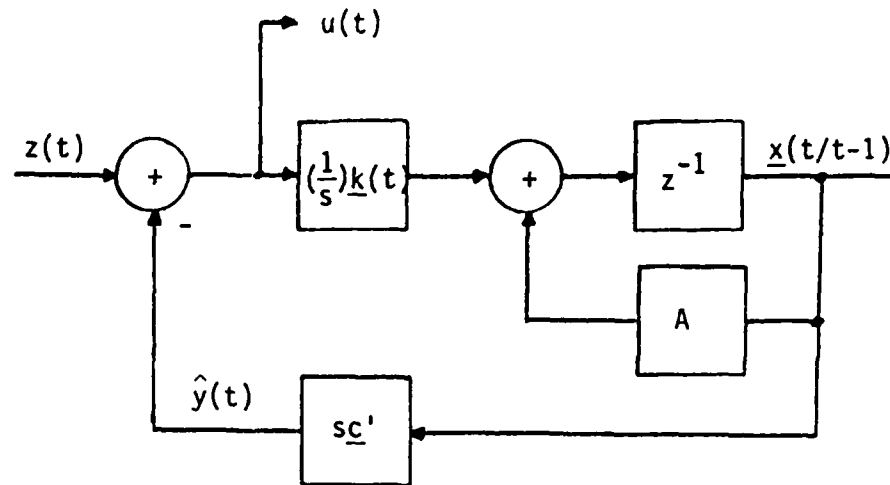 u(t)
z(t)
+
-
(1/s)k(t)
+
z⁻¹
x(t/t-1)
A
ŷ(t)
sc'